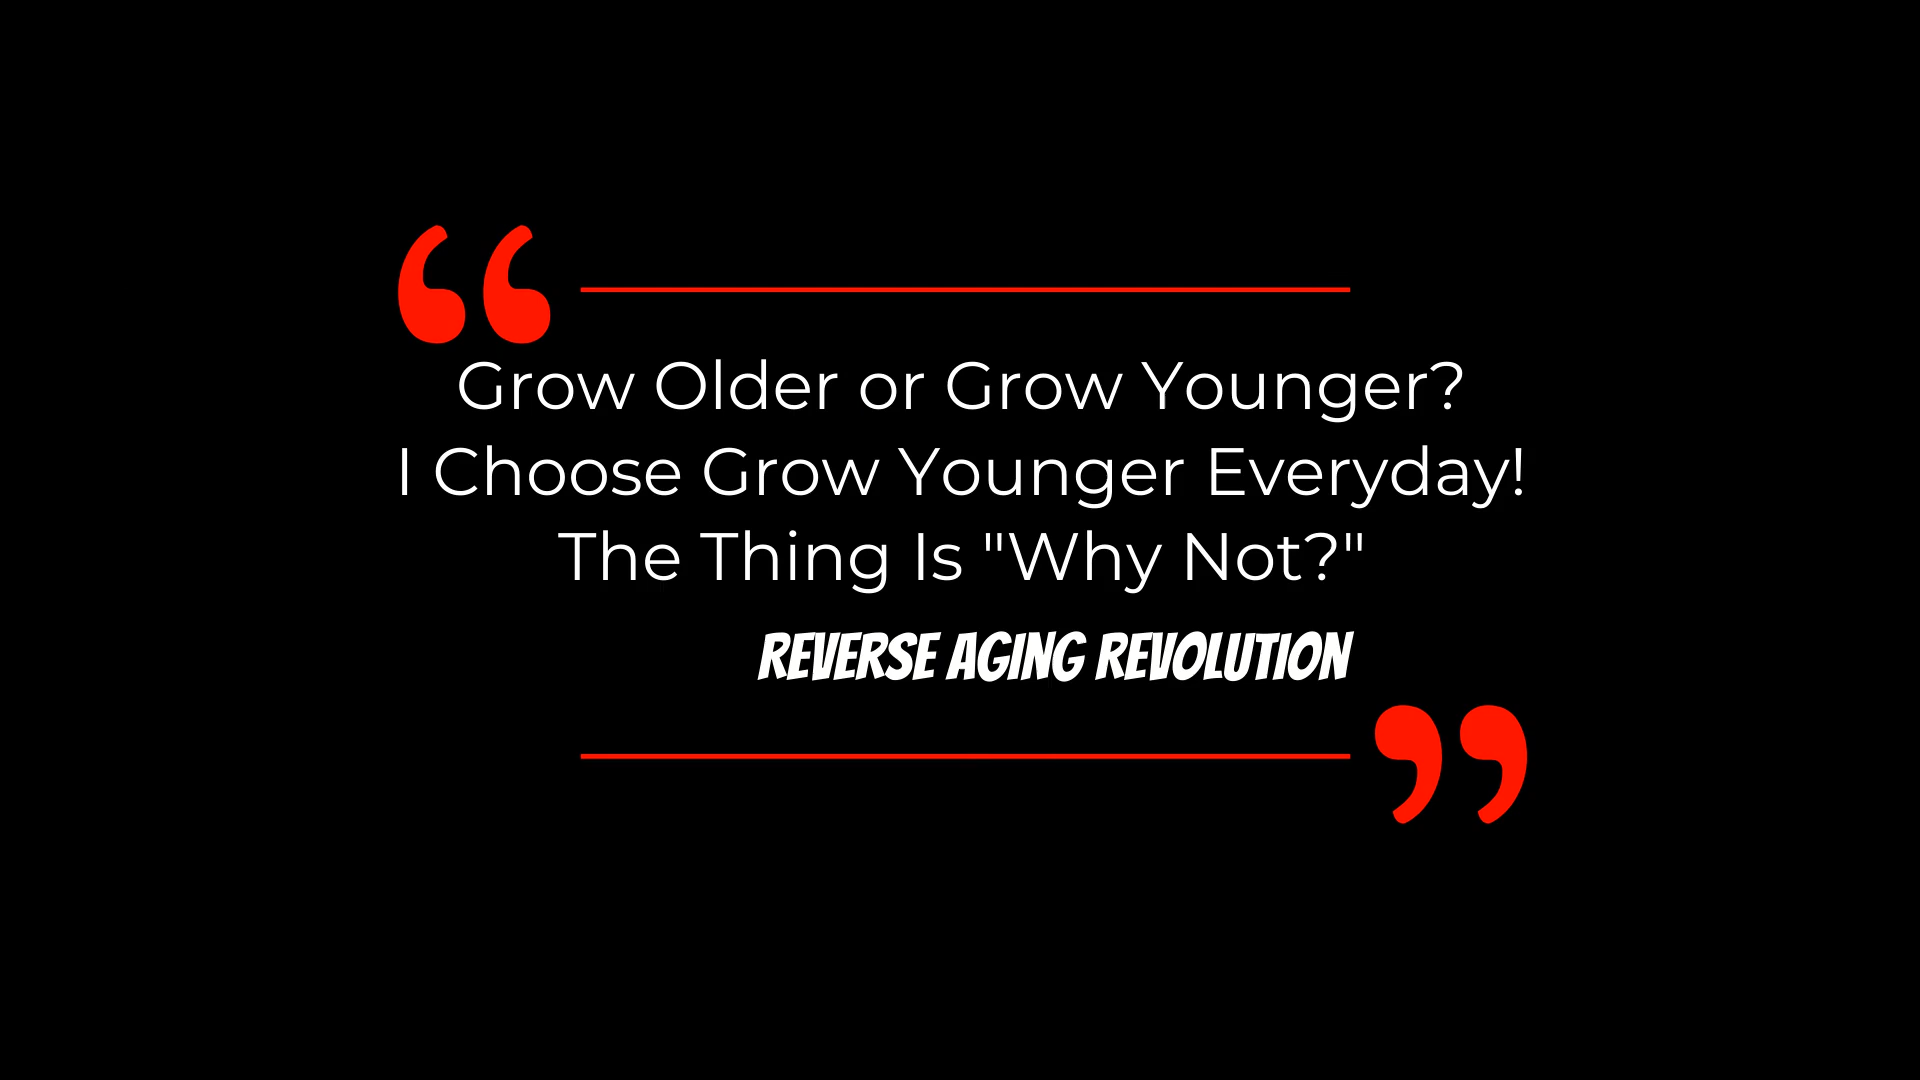 “
Grow Older or Grow Younger?
I Choose Grow Younger Everyday!
The Thing Is "Why Not?"
REVERSE AGING REVOLUTION
”